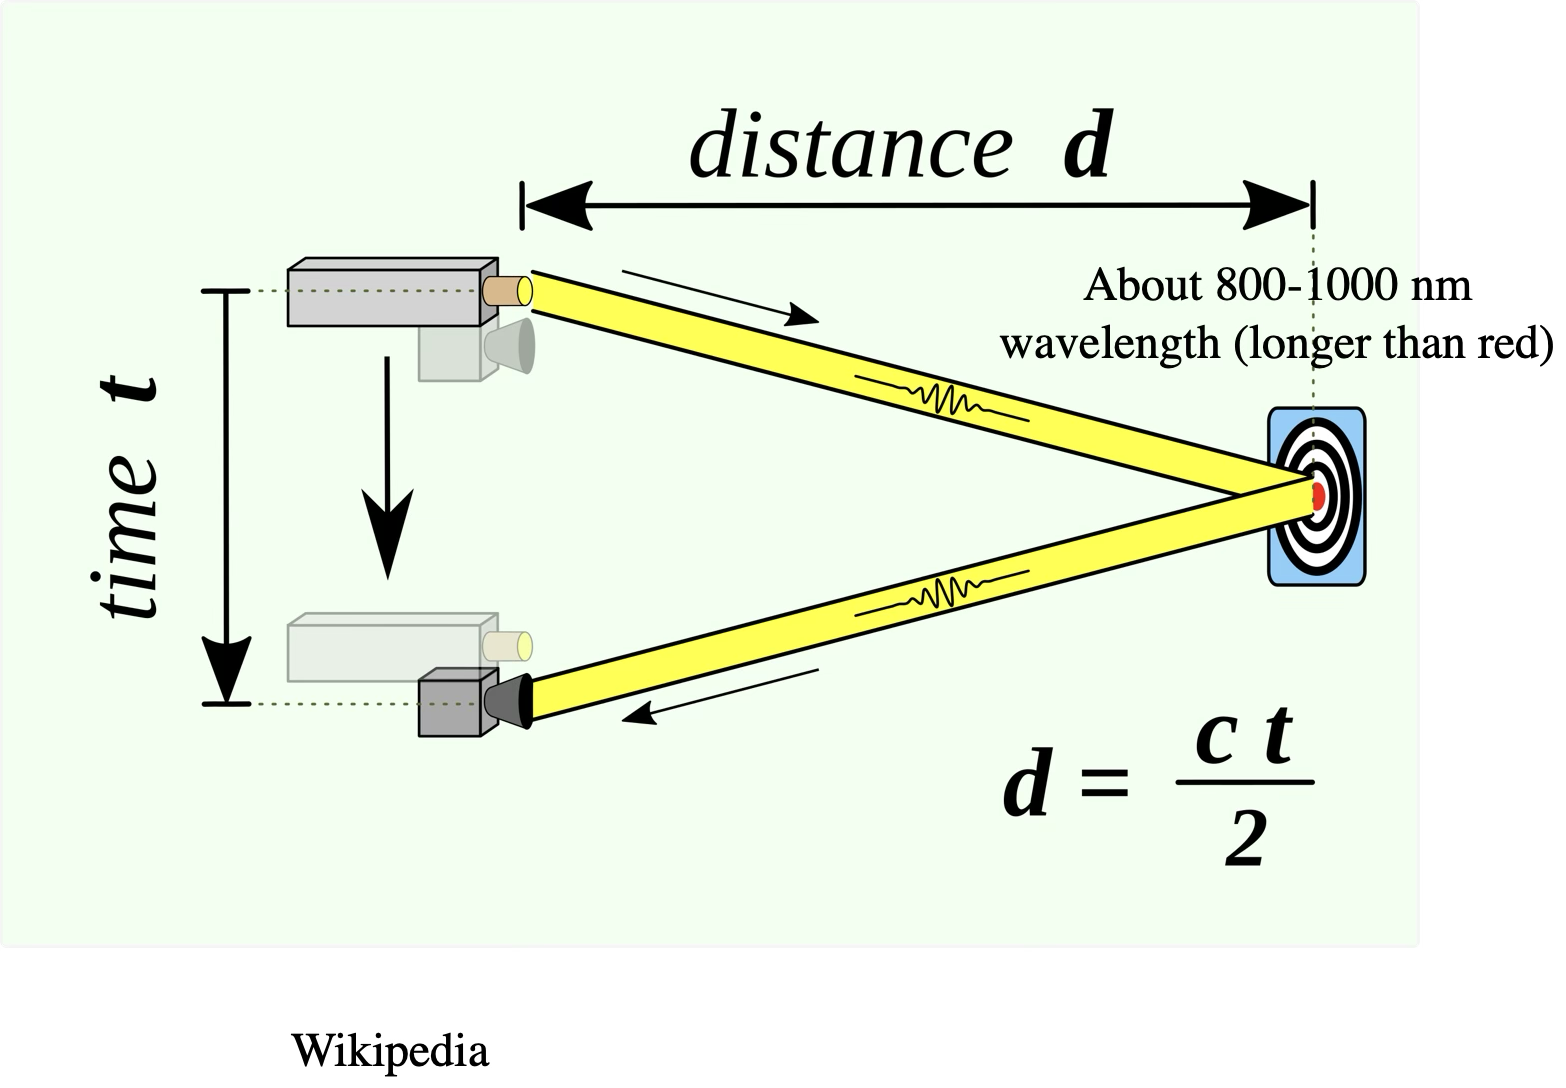 distance d
About 800-1000 nm
wavelength (longer than red)
time t
d = c t
2
Wikipedia